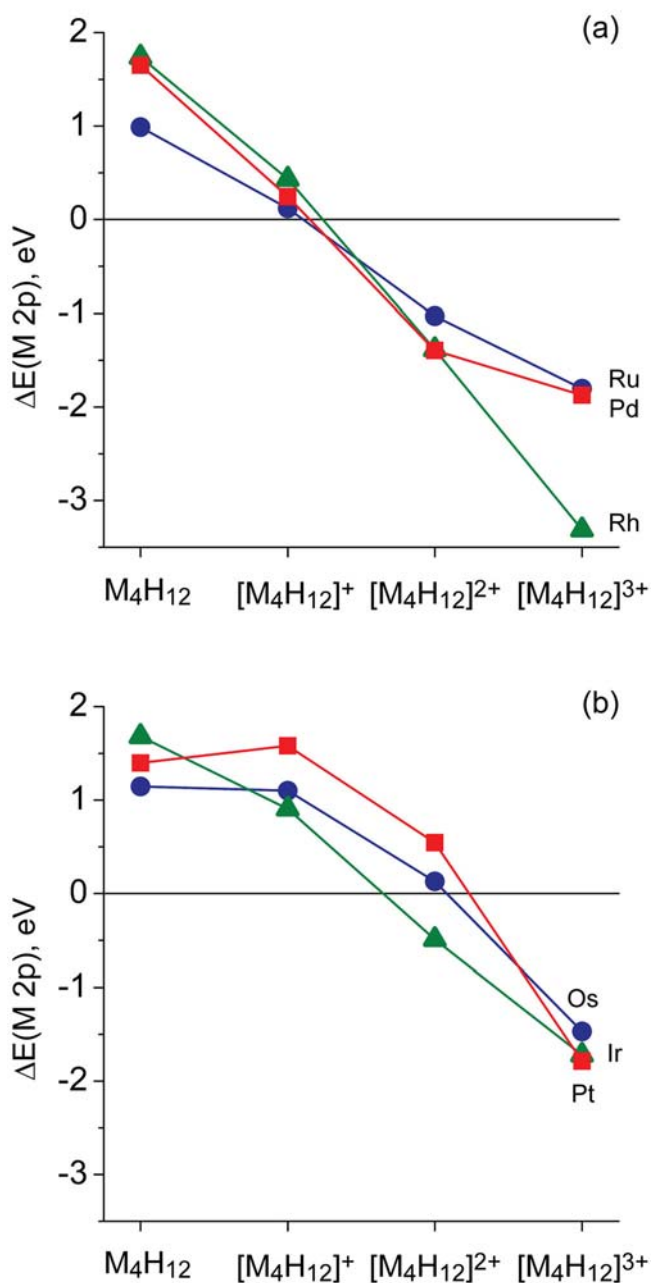 (a)
2
1
0
-1
-2
-3
ΔE(M 2p), eV
Ru
Pd
Rh
M₄H₁₂ [M₄H₁₂]⁺ [M₄H₁₂]²⁺ [M₄H₁₂]³⁺
(b)
2
1
0
-1
-2
-3
ΔE(M 2p), eV
Os
Ir
Pt
M₄H₁₂ [M₄H₁₂]⁺ [M₄H₁₂]²⁺ [M₄H₁₂]³⁺